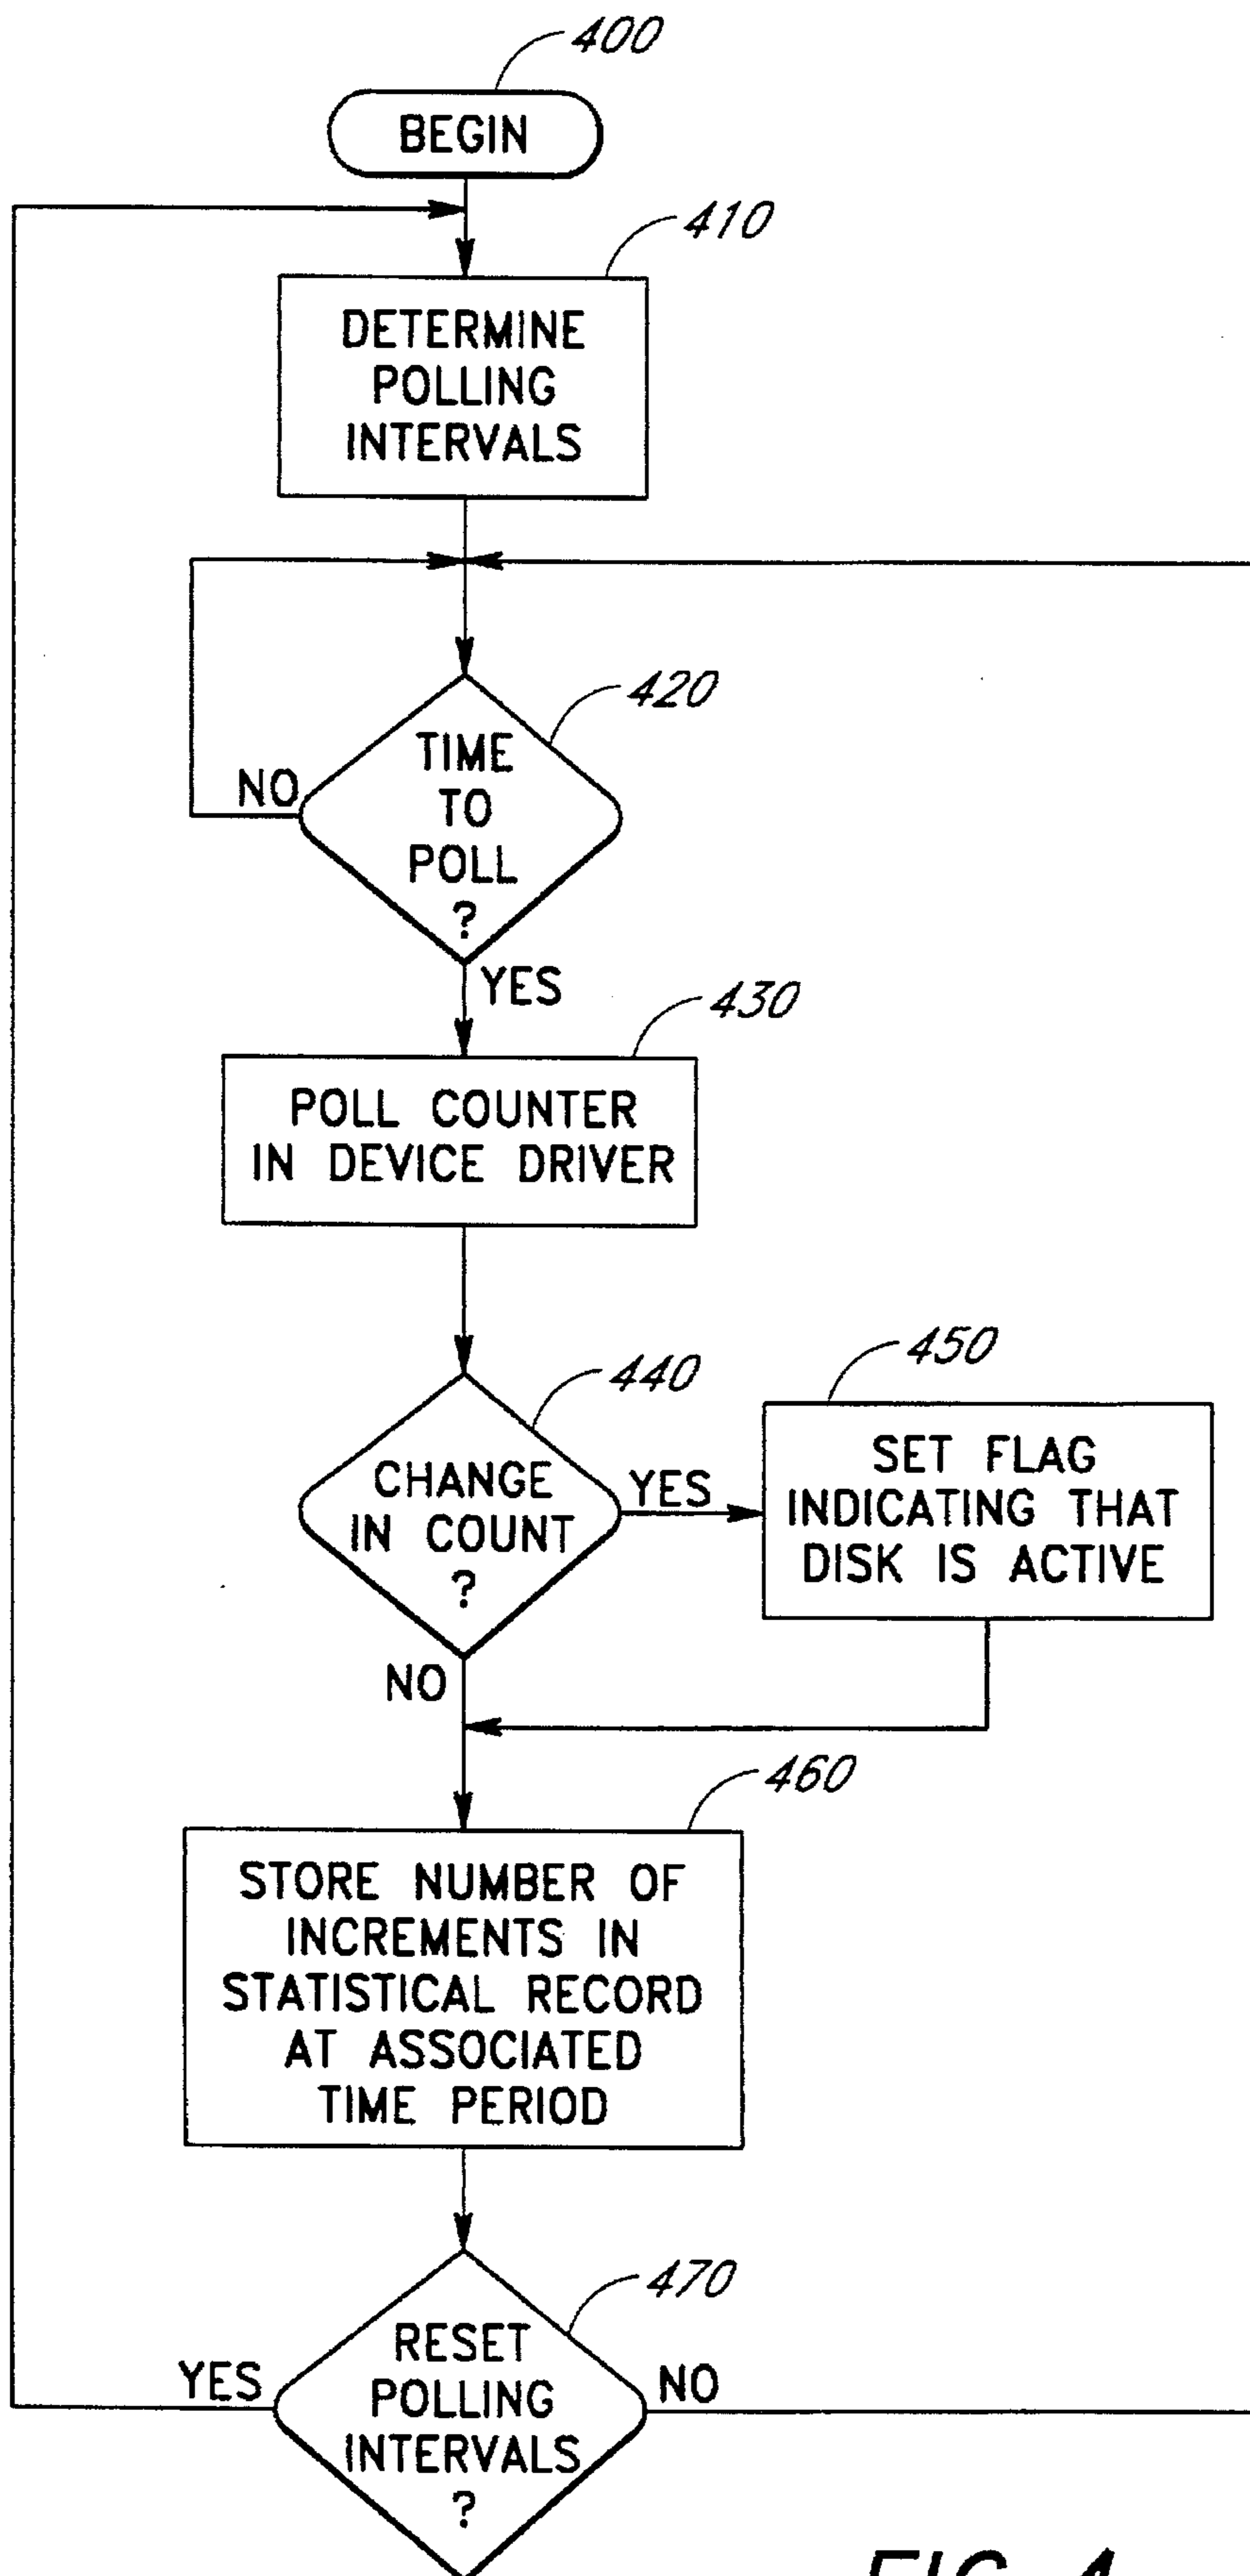 400
BEGIN
410
DETERMINE
POLLING
INTERVALS
420
TIME
TO
POLL
?
NO
YES
430
POLL COUNTER
IN DEVICE DRIVER
440
CHANGE
IN COUNT
?
YES
NO
450
SET FLAG
INDICATING THAT
DISK IS ACTIVE
460
STORE NUMBER OF
INCREMENTS IN
STATISTICAL RECORD
AT ASSOCIATED
TIME PERIOD
470
RESET
POLLING
INTERVALS
?
YES
NO
FIG. 4